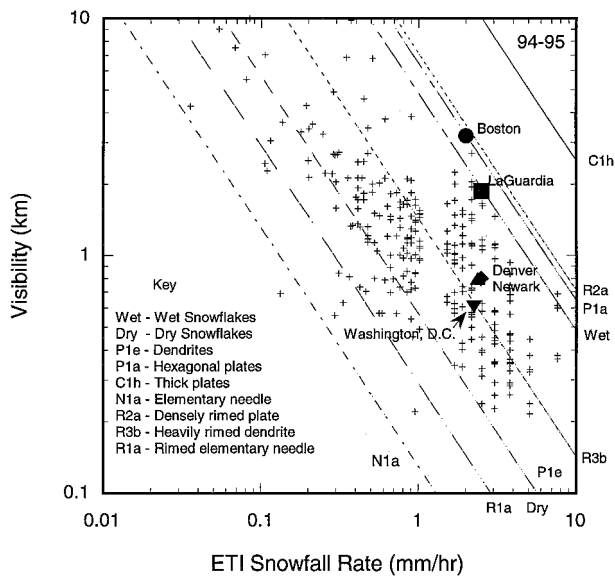 94-95
10
Boston
C1h
LaGuardia
Visibility (km)
1
Denver
Newark
R2a
P1a
Wet
Washington, D.C.
Key
Wet - Wet Snowflakes
Dry - Dry Snowflakes
P1e - Dendrites
P1a - Hexagonal plates
C1h - Thick plates
N1a - Elementary needle
R2a - Densely rimed plate
R3b - Heavily rimed dendrite
R1a - Rimed elementary needle
N1a
P1e
R3b
0.1
R1a Dry
0.01 0.1 1 10
ETI Snowfall Rate (mm/hr)